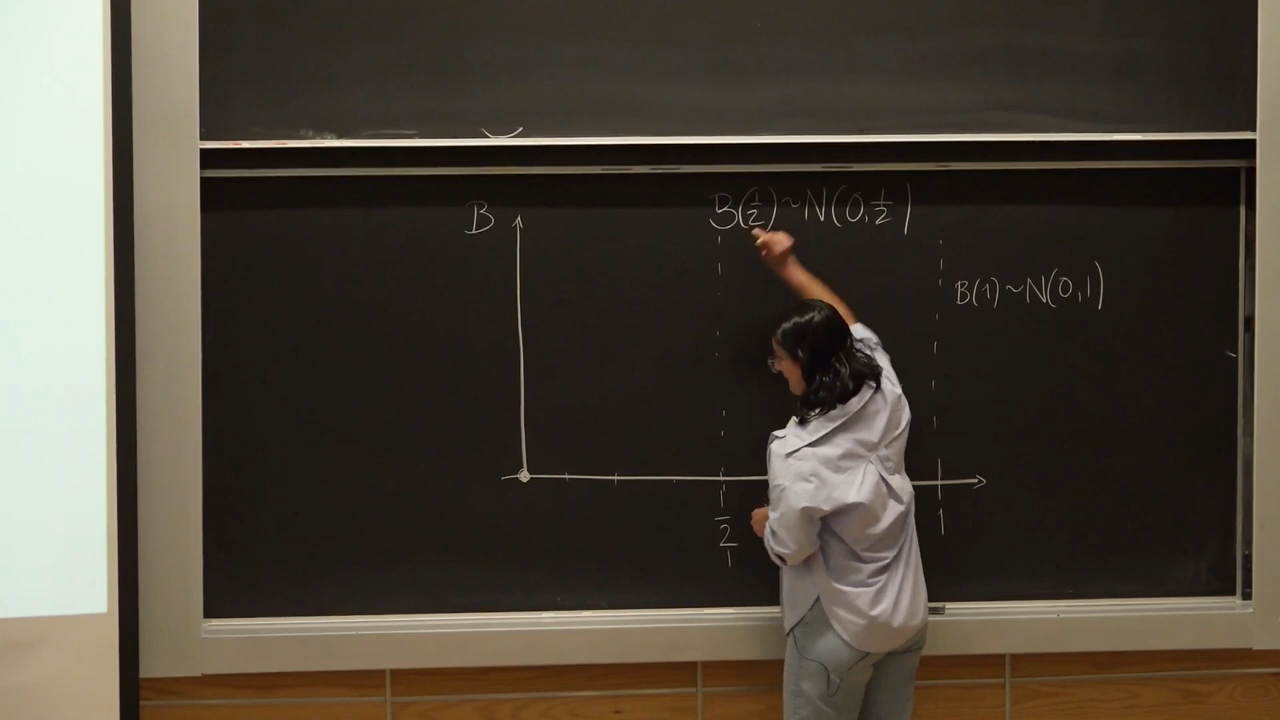 B
B(1/2) ~ N(0, 1/2)
B(1) ~ N(0,1)
1/2
1